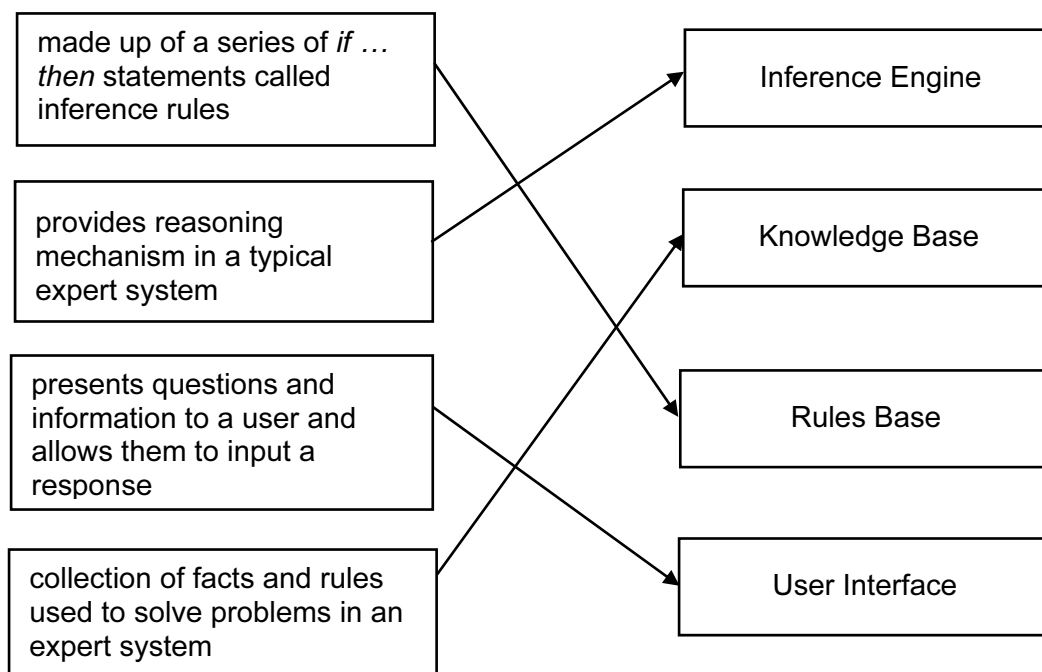 made up of a series of if …
then statements called
inference rules
Inference Engine
provides reasoning
mechanism in a typical
expert system
Knowledge Base
presents questions and
information to a user and
allows them to input a
response
Rules Base
collection of facts and rules
used to solve problems in an
expert system
User Interface